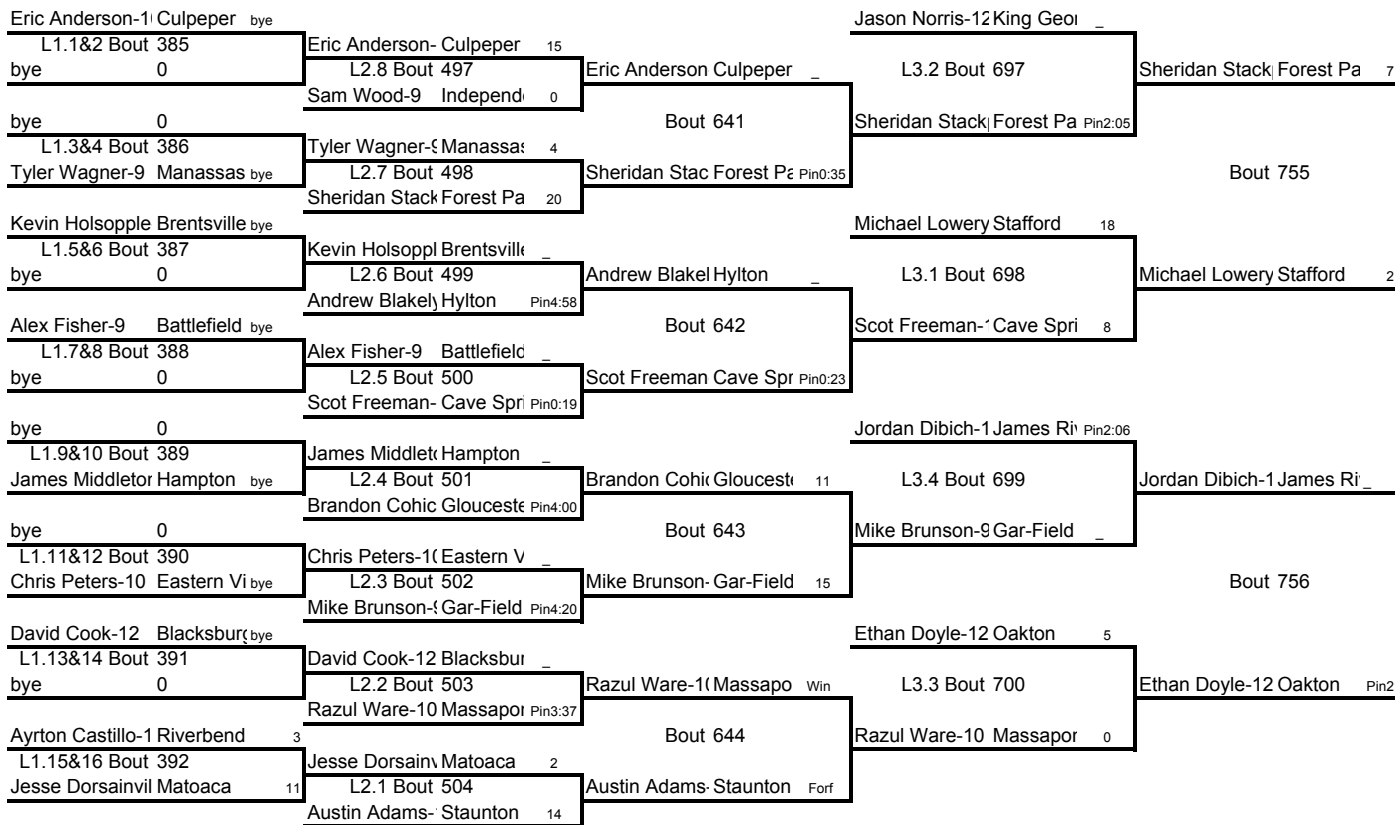 Eric Anderson-1 Culpeper bye Jason Norris-12 King Geor _
L1.1&2 Bout 385 Eric Anderson- Culpeper 15
bye 0 L2.8 Bout 497 Eric Anderson Culpeper _ L3.2 Bout 697 Sheridan Stack Forest Pa 7
Sam Wood-9 Independ 0
bye 0 Bout 641 Sheridan Stack Forest Pa Pin2:05
L1.3&4 Bout 386 Tyler Wagner-9 Manassas 4
Tyler Wagner-9 Manassas bye L2.7 Bout 498 Sheridan Stac Forest Pa Pin0:35 Bout 755
Sheridan Stack Forest Pa 20
Kevin Holsopple Brentsville bye Michael Lowery Stafford 18
L1.5&6 Bout 387 Kevin Holsoppl Brentsville _
bye 0 L2.6 Bout 499 Andrew Blakel Hylton _ L3.1 Bout 698 Michael Lowery Stafford 2
Andrew Blakely Hylton Pin4:58
Alex Fisher-9 Battlefield bye Bout 642 Scot Freeman-1 Cave Spri 8
L1.7&8 Bout 388 Alex Fisher-9 Battlefield _
bye 0 L2.5 Bout 500 Scot Freeman Cave Spr Pin0:23
Scot Freeman- Cave Spri Pin0:19
bye 0 Jordan Dibich-1 James Riv Pin2:06
L1.9&10 Bout 389 James Middlet Hampton _
James Middleton Hampton bye L2.4 Bout 501 Brandon Cohic Glouceste 11 L3.4 Bout 699 Jordan Dibich-1 James Ri _
Brandon Cohic Glouceste Pin4:00
bye 0 Bout 643 Mike Brunson-9 Gar-Field _
L1.11&12 Bout 390 Chris Peters-10 Eastern V _
Chris Peters-10 Eastern Vi bye L2.3 Bout 502 Mike Brunson- Gar-Field 15 Bout 756
Mike Brunson-9 Gar-Field Pin4:20
David Cook-12 Blacksburg bye Ethan Doyle-12 Oakton 5
L1.13&14 Bout 391 David Cook-12 Blacksbur _
bye 0 L2.2 Bout 503 Razul Ware-10 Massapo Win L3.3 Bout 700 Ethan Doyle-12 Oakton Pin2
Razul Ware-10 Massapon Pin3:37
Ayrton Castillo-1 Riverbend 3 Bout 644 Razul Ware-10 Massapor 0
L1.15&16 Bout 392 Jesse Dorsainv Matoaca 2
Jesse Dorsainvil Matoaca 11 L2.1 Bout 504 Austin Adams- Staunton Forf
Austin Adams- Staunton 14